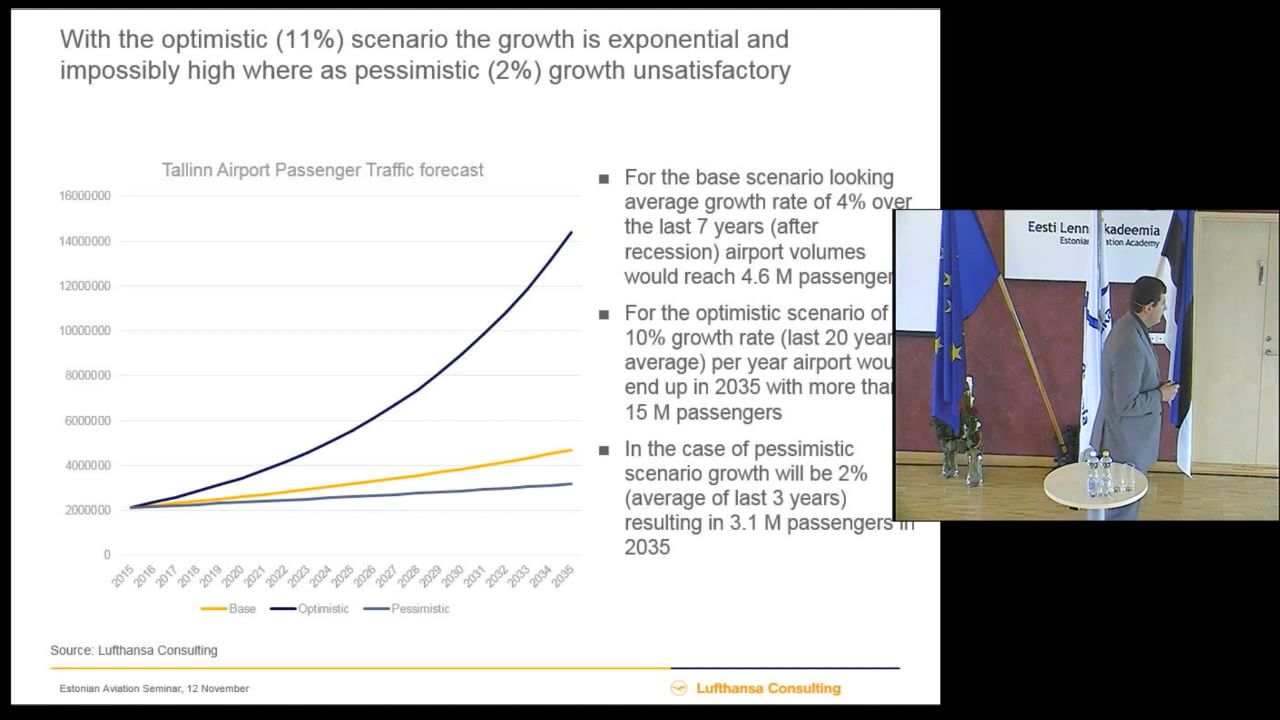 With the optimistic (11%) scenario the growth is exponential and
impossibly high where as pessimistic (2%) growth unsatisfactory
Tallinn Airport Passenger Traffic forecast
16000000
14000000
12000000
10000000
8000000
6000000
4000000
2000000
0
2015 2016 2017 2018 2019 2020 2021 2022 2023 2024 2025 2026 2027 2028 2029 2030 2031 2032 2033 2034 2035
Base Optimistic Pessimistic
For the base scenario looking
average growth rate of 4% over
the last 7 years (after
recession) airport volumes
would reach 4.6 M passenger
For the optimistic scenario of
10% growth rate (last 20 year
average) per year airport wou
end up in 2035 with more than
15 M passengers
In the case of pessimistic
scenario growth will be 2%
(average of last 3 years)
resulting in 3.1 M passengers in
2035
Source: Lufthansa Consulting
Estonian Aviation Seminar, 12 November
Lufthansa Consulting
Eesti Lenn kadeemia
Estonian tion Academy